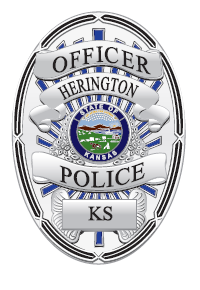 OFFICER
HERINGTON
STATE OF
KANSAS
POLICE
KS